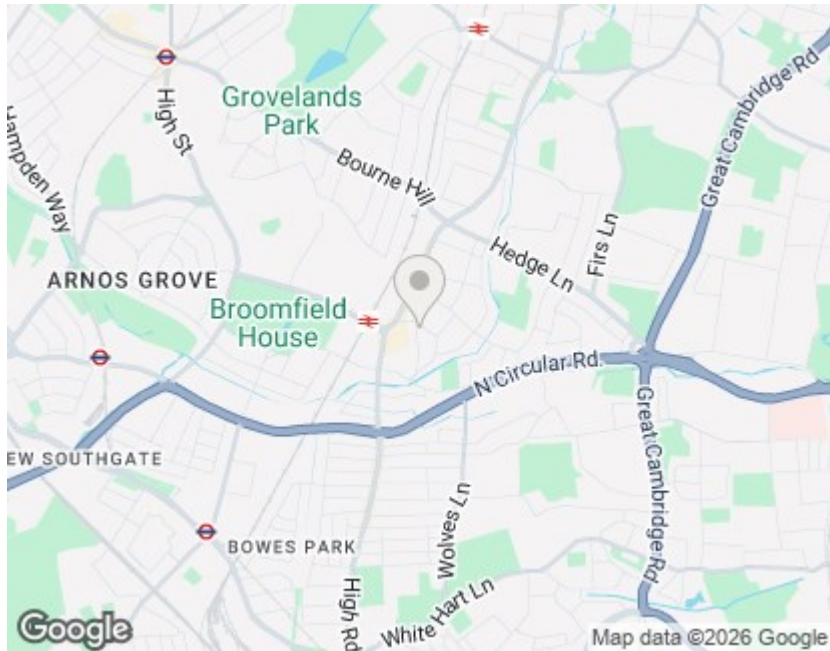 Great Cambridge Rd
Grovelands
Park
High St
Hampden Way
Bourne Hill
Hedge Ln
Firs Ln
ARNOS GROVE
Broomfield
House
N Circular Rd.
Great Cambridge Rd
EW SOUTHGATE
Wolves Ln
BOWES PARK
High Rd
White Hart Ln
Google
Map data ©2026 Google